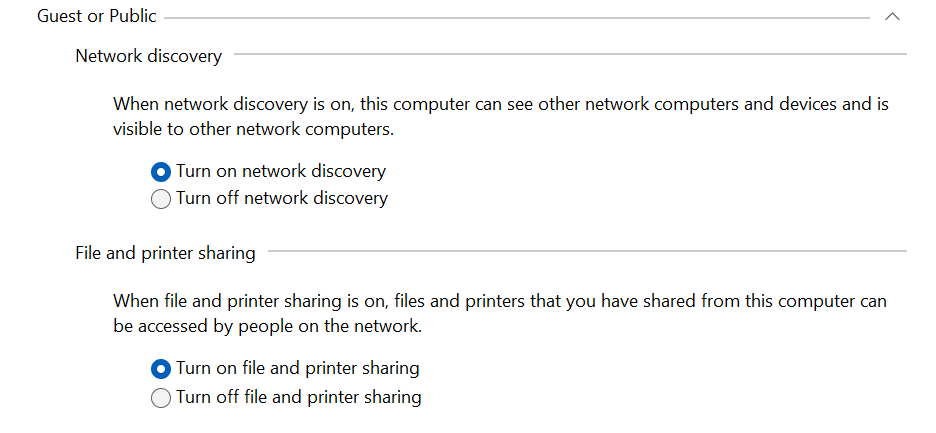 Guest or Public
Network discovery
When network discovery is on, this computer can see other network computers and devices and is
visible to other network computers.
Turn on network discovery
Turn off network discovery
File and printer sharing
When file and printer sharing is on, files and printers that you have shared from this computer can
be accessed by people on the network.
Turn on file and printer sharing
Turn off file and printer sharing